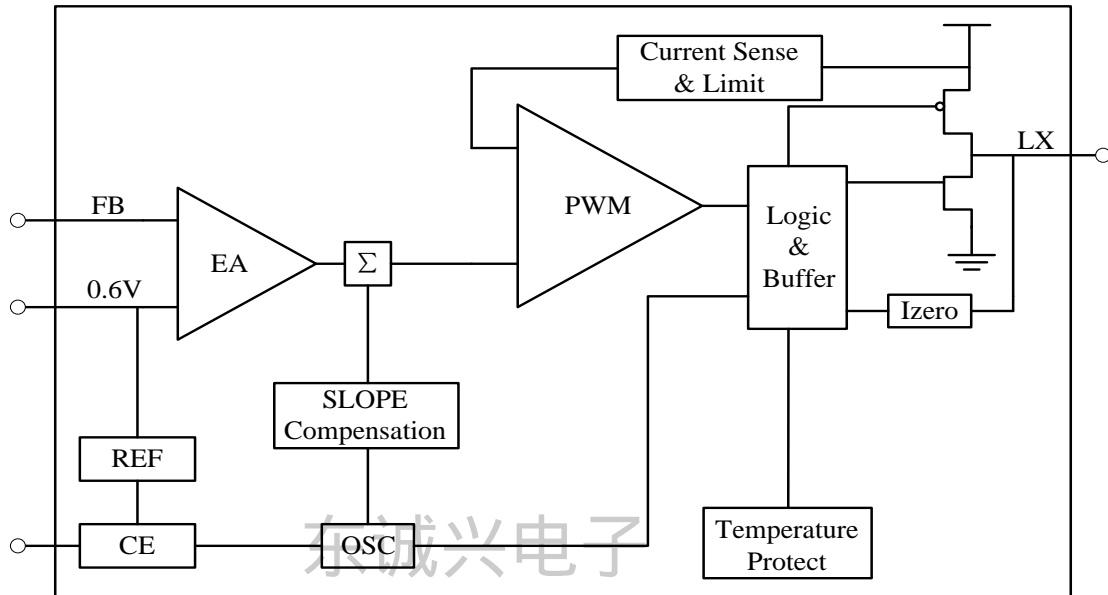 Current Sense
& Limit
LX
PWM
FB
EA
Σ
Logic
&
Buffer
0.6V
Izero
SLOPE
Compensation
REF
CE
OSC
Temperature
Protect
东诚兴电子